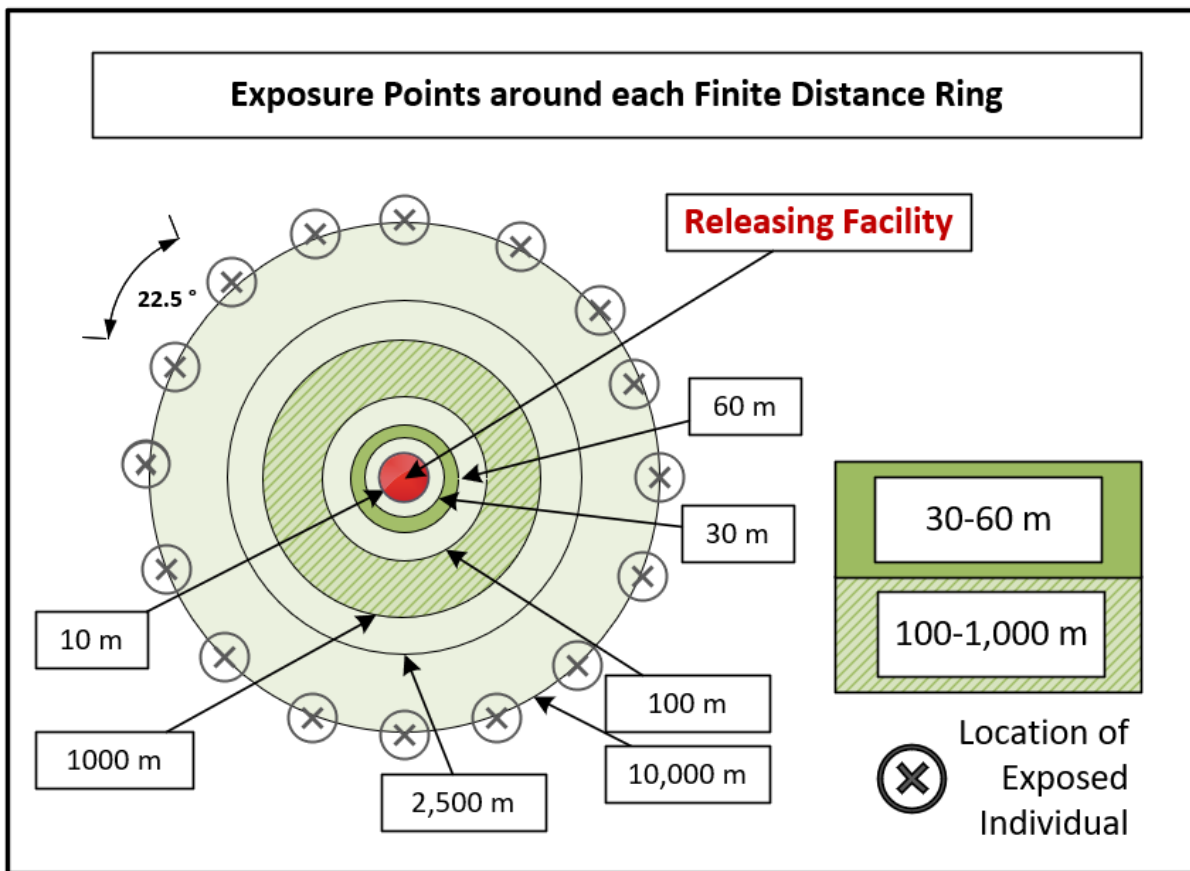 Exposure Points around each Finite Distance Ring
Releasing Facility
22.5 °
60 m
30 m
30-60 m
10 m
100-1,000 m
100 m
1000 m
10,000 m
2,500 m
Location of
Exposed
Individual